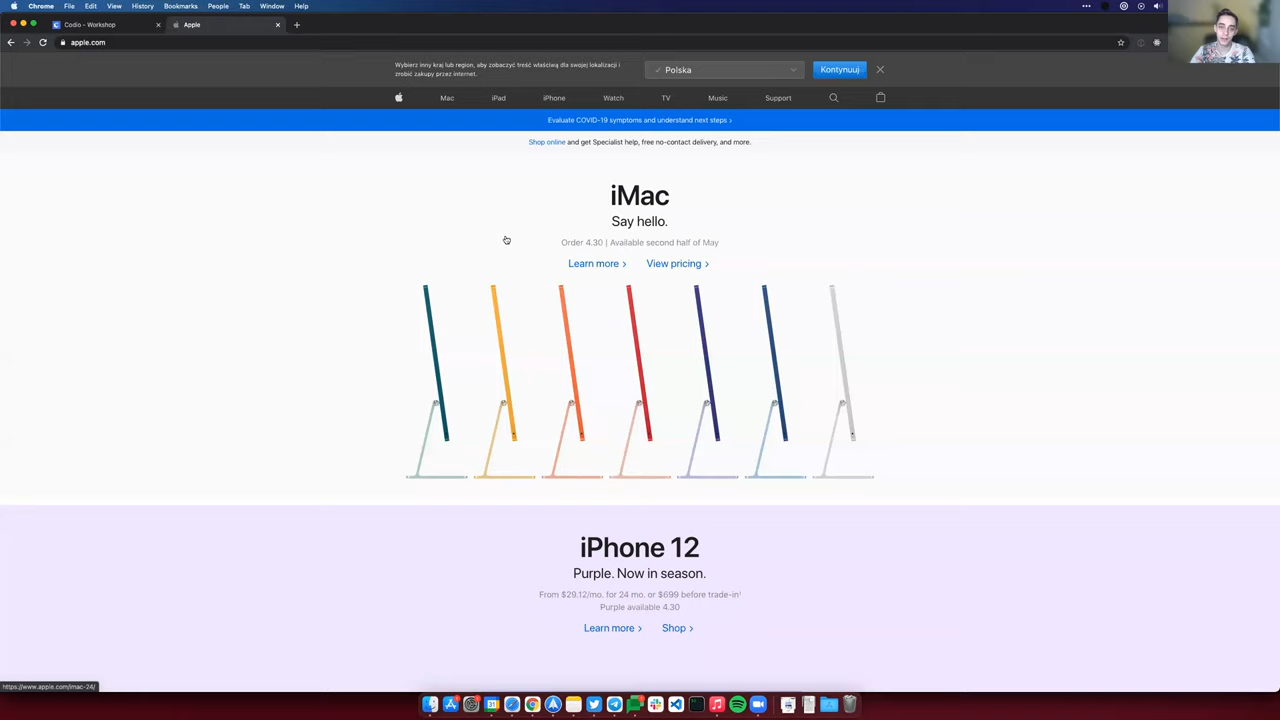 Chrome File Edit View History Bookmarks People Tab Window Help
Codio - Workshop
Apple
apple.com
Wybierz inny kraj lub region, aby zobaczyć treść właściwą dla swojej lokalizacji i
zrobić zakupy przez internet.
Polska
Kontynuuj
Mac iPad iPhone Watch TV Music Support
Evaluate COVID-19 symptoms and understand next steps ›
Shop online and get Specialist help, free no-contact delivery, and more.
iMac
Say hello.
Order 4.30 | Available second half of May
Learn more › View pricing ›
iPhone 12
Purple. Now in season.
From $29.12/mo. for 24 mo. or $699 before trade-in¹
Purple available 4.30
Learn more › Shop ›
https://www.apple.com/imac-24/